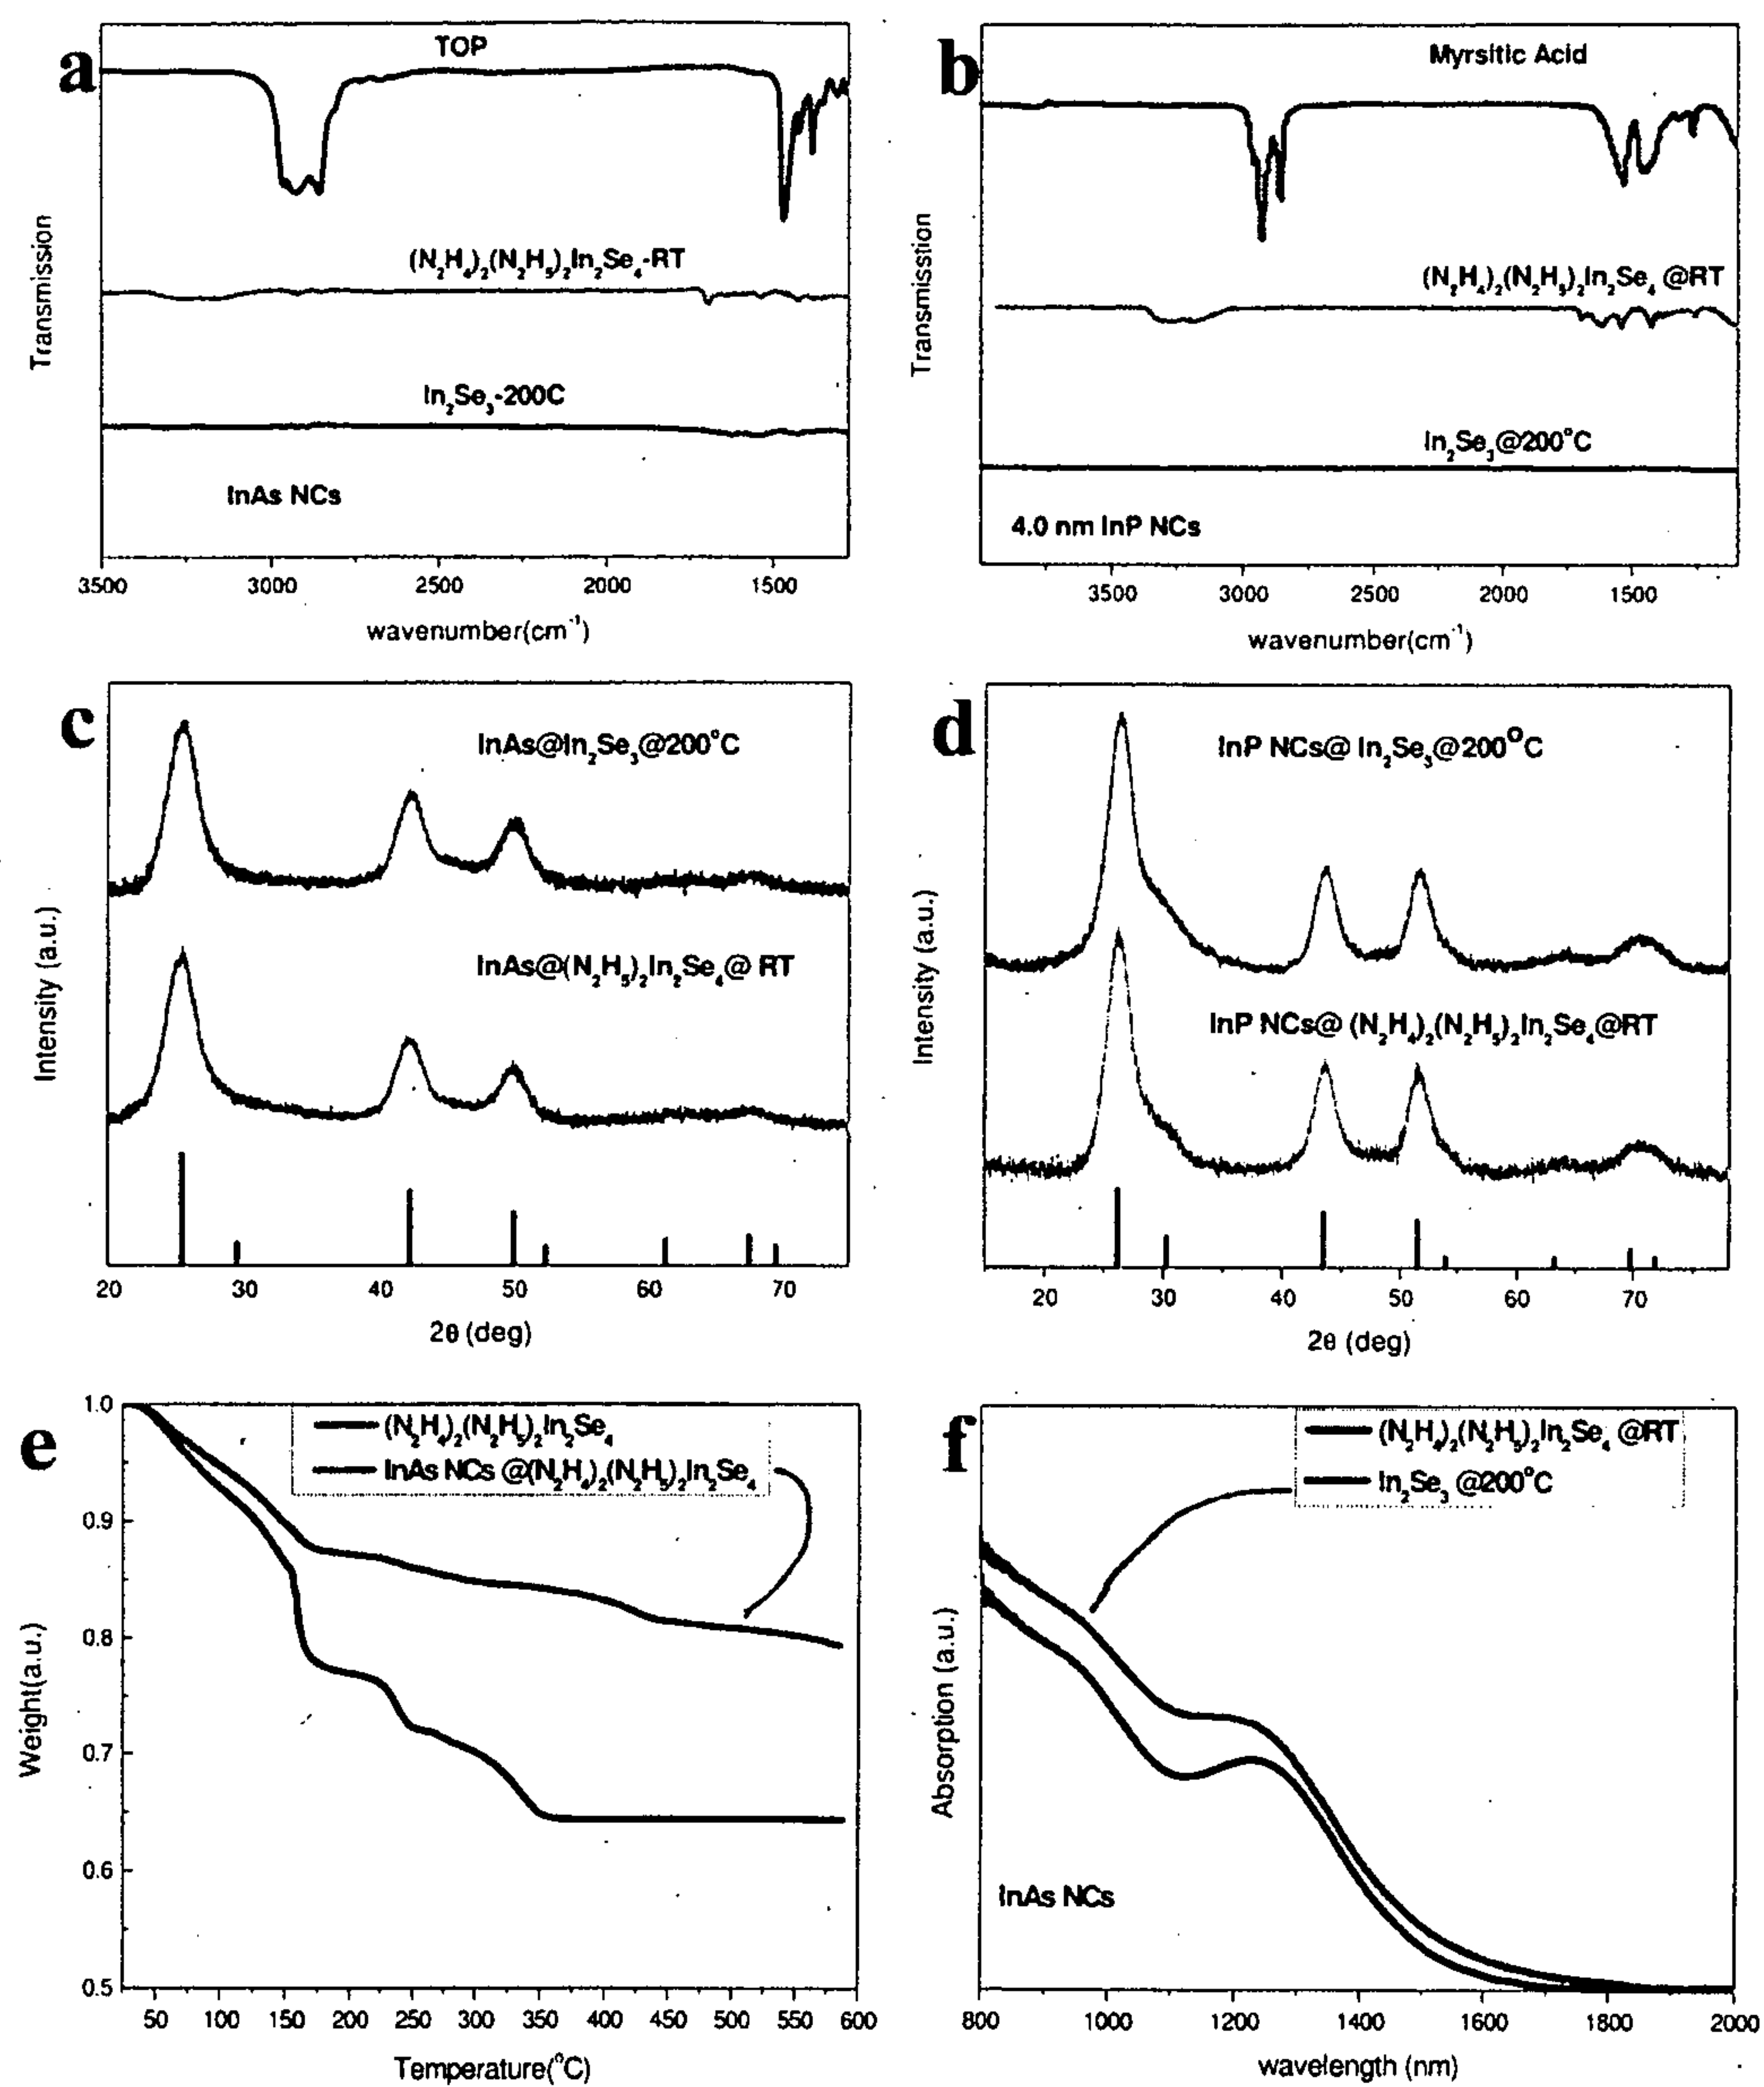 a
TOP
(N₂H₄)₂(N₂H₅)₂In₂Se₄-RT
In₂Se₃-200C
InAs NCs
Transmission
3500 3000 2500 2000 1500
wavenumber(cm⁻¹)
b
Myrsitic Acid
(N₂H₄)₂(N₂H₅)₂In₂Se₄ @RT
In₂Se₃@200°C
4.0 nm InP NCs
Transmisstion
3500 3000 2500 2000 1500
wavenumber(cm⁻¹)
c
InAs@In₂Se₃@200°C
InAs@(N₂H₅)₂In₂Se₄@ RT
Intensity (a.u.)
20 30 40 50 60 70
2θ (deg)
d
InP NCs@ In₂Se₃@200°C
InP NCs@ (N₂H₄)₂(N₂H₅)₂In₂Se₄@RT
Intensity (a.u.)
20 30 40 50 60 70
2θ (deg)
e
(N₂H₄)₂(N₂H₅)₂In₂Se₄
InAs NCs @(N₂H₄)₂(N₂H₅)₂In₂Se₄
Weight(a.u.)
1.0
0.9
0.8
0.7
0.6
0.5
50 100 150 200 250 300 350 400 450 500 550 600
Temperature(°C)
f
(N₂H₄)₂(N₂H₅)₂In₂Se₄ @RT
In₂Se₃ @200°C
InAs NCs
Absorption (a.u.)
800 1000 1200 1400 1600 1800 2000
wavelength (nm)